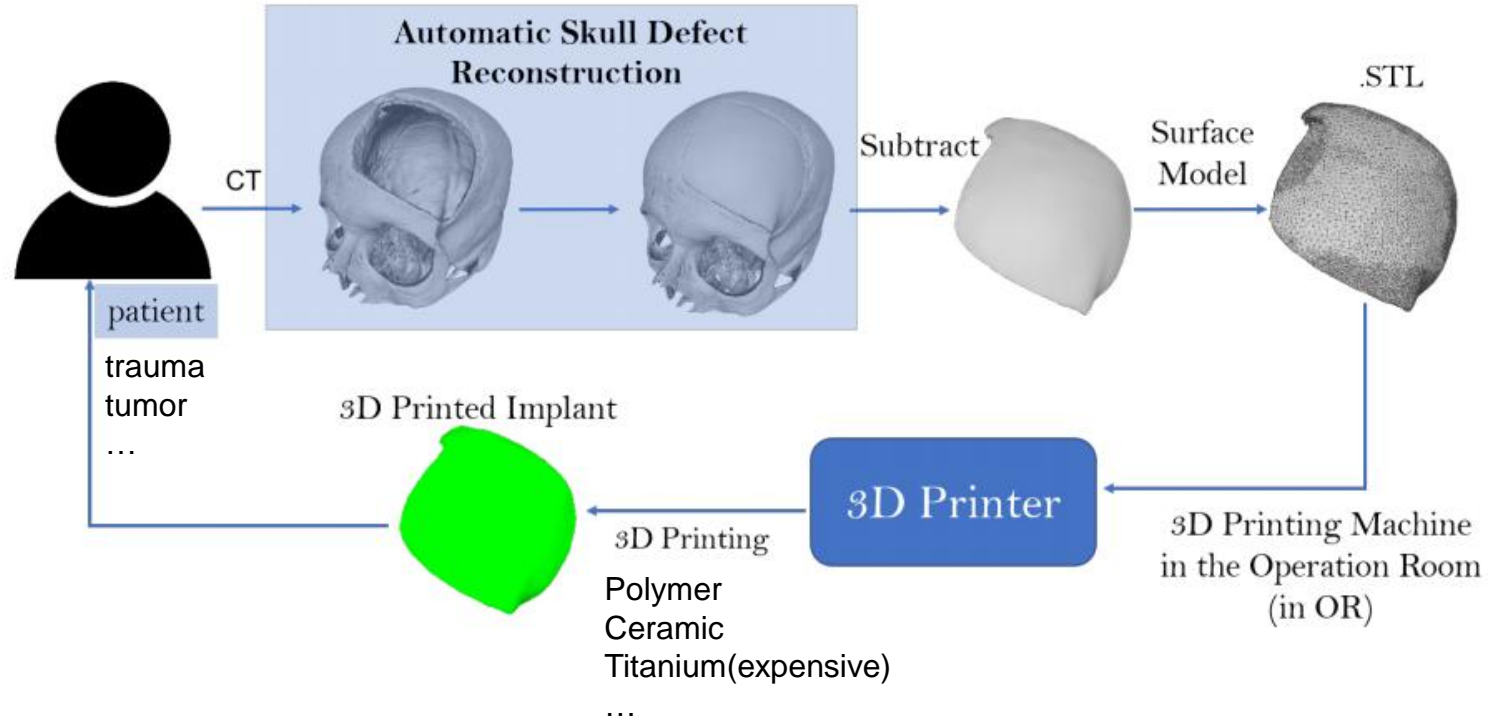 Automatic Skull Defect
Reconstruction
.STL
CT
Subtract
Surface
Model
patient
trauma
tumor
…
3D Printed Implant
3D Printer
3D Printing
Polymer
Ceramic
Titanium(expensive)
…
3D Printing Machine
in the Operation Room
(in OR)